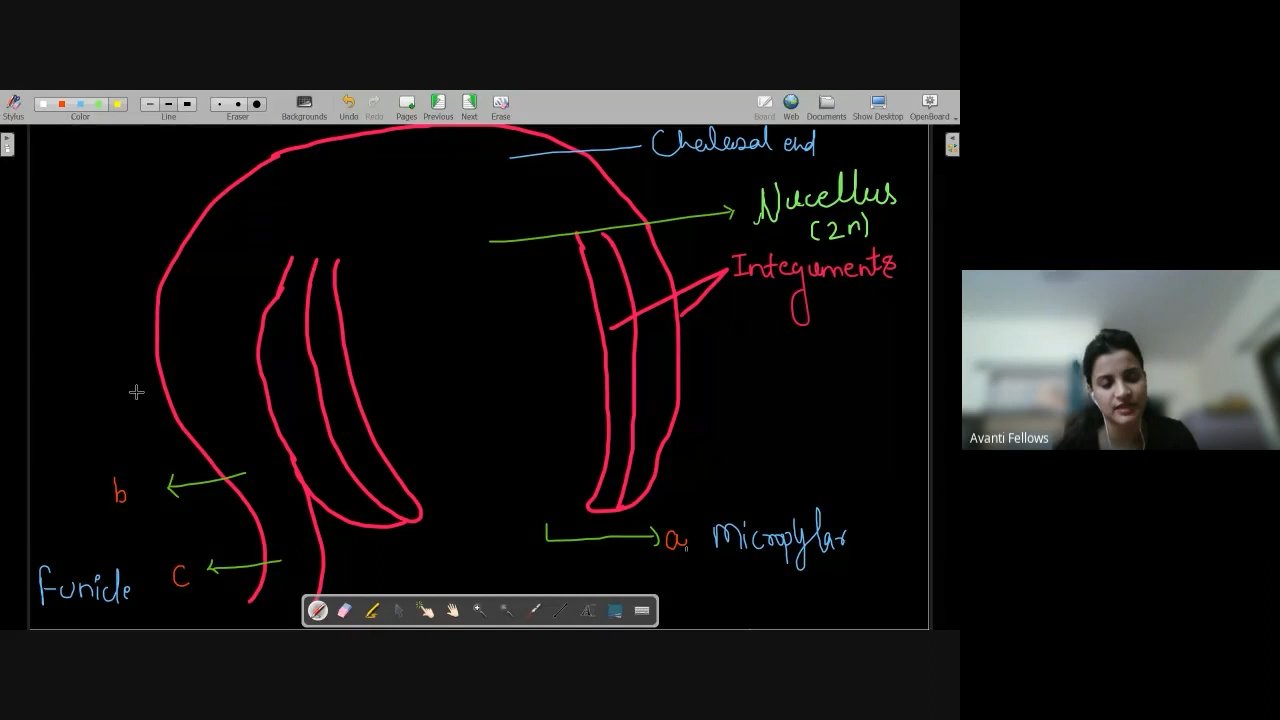 Stylus
Color
Line
Eraser
Backgrounds
Undo
Redo
Pages
Previous
Next
Erase
Board
Web
Documents
Show Desktop
OpenBoard
Chalazal end
Nucellus
(2n)
Integuments
b
a
Micropylar
c
Funicle
Avanti Fellows